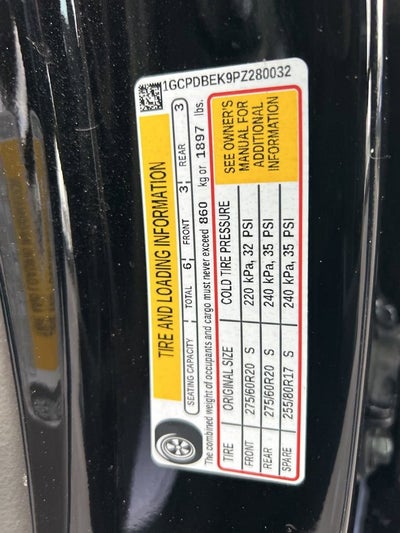 1GCPDBEK9PZ280032
TIRE AND LOADING INFORMATION
SEATING CAPACITY TOTAL 6 FRONT 3 REAR 3
The combined weight of occupants and cargo must never exceed 860 kg or 1897 lbs.
TIRE ORIGINAL SIZE COLD TIRE PRESSURE
FRONT 275/60R20 S 220 kPa, 32 PSI
REAR 275/60R20 S 240 kPa, 35 PSI
SPARE 255/80R17 S 240 kPa, 35 PSI
SEE OWNER'S
MANUAL FOR
ADDITIONAL
INFORMATION